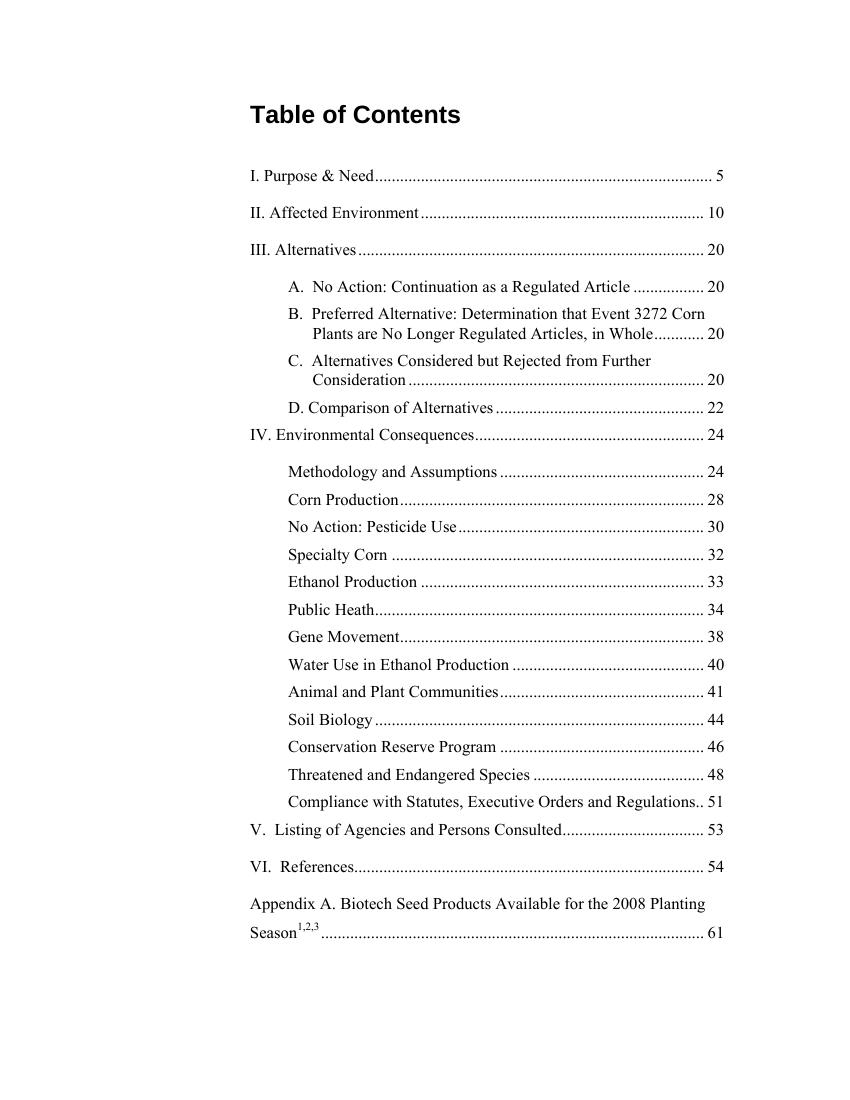 Table of Contents
I. Purpose & Need.................................................................................. 5
II. Affected Environment..................................................................... 10
III. Alternatives.................................................................................... 20
A.  No Action: Continuation as a Regulated Article ................. 20
B.  Preferred Alternative: Determination that Event 3272 Corn
Plants are No Longer Regulated Articles, in Whole............ 20
C.  Alternatives Considered but Rejected from Further
Consideration ....................................................................... 20
D. Comparison of Alternatives .................................................. 22
IV. Environmental Consequences....................................................... 24
Methodology and Assumptions ................................................. 24
Corn Production......................................................................... 28
No Action: Pesticide Use........................................................... 30
Specialty Corn ........................................................................... 32
Ethanol Production .................................................................... 33
Public Heath............................................................................... 34
Gene Movement......................................................................... 38
Water Use in Ethanol Production .............................................. 40
Animal and Plant Communities................................................. 41
Soil Biology ............................................................................... 44
Conservation Reserve Program ................................................. 46
Threatened and Endangered Species ......................................... 48
Compliance with Statutes, Executive Orders and Regulations.. 51
V.  Listing of Agencies and Persons Consulted.................................. 53
VI.  References.................................................................................... 54
Appendix A. Biotech Seed Products Available for the 2008 Planting
Season1,2,3............................................................................................ 61